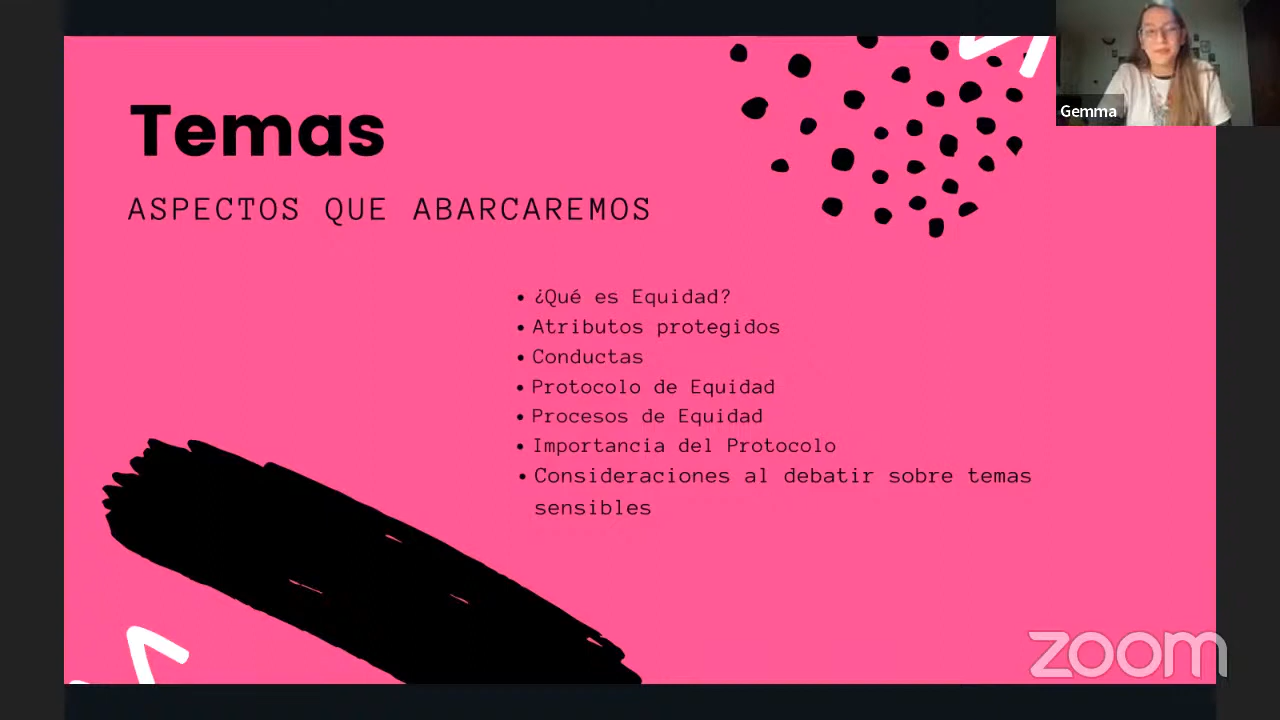 Temas
ASPECTOS QUE ABARCAREMOS
• ¿Qué es Equidad?
• Atributos protegidos
• Conductas
• Protocolo de Equidad
• Procesos de Equidad
• Importancia del Protocolo
• Consideraciones al debatir sobre temas
sensibles
Gemma
zoom